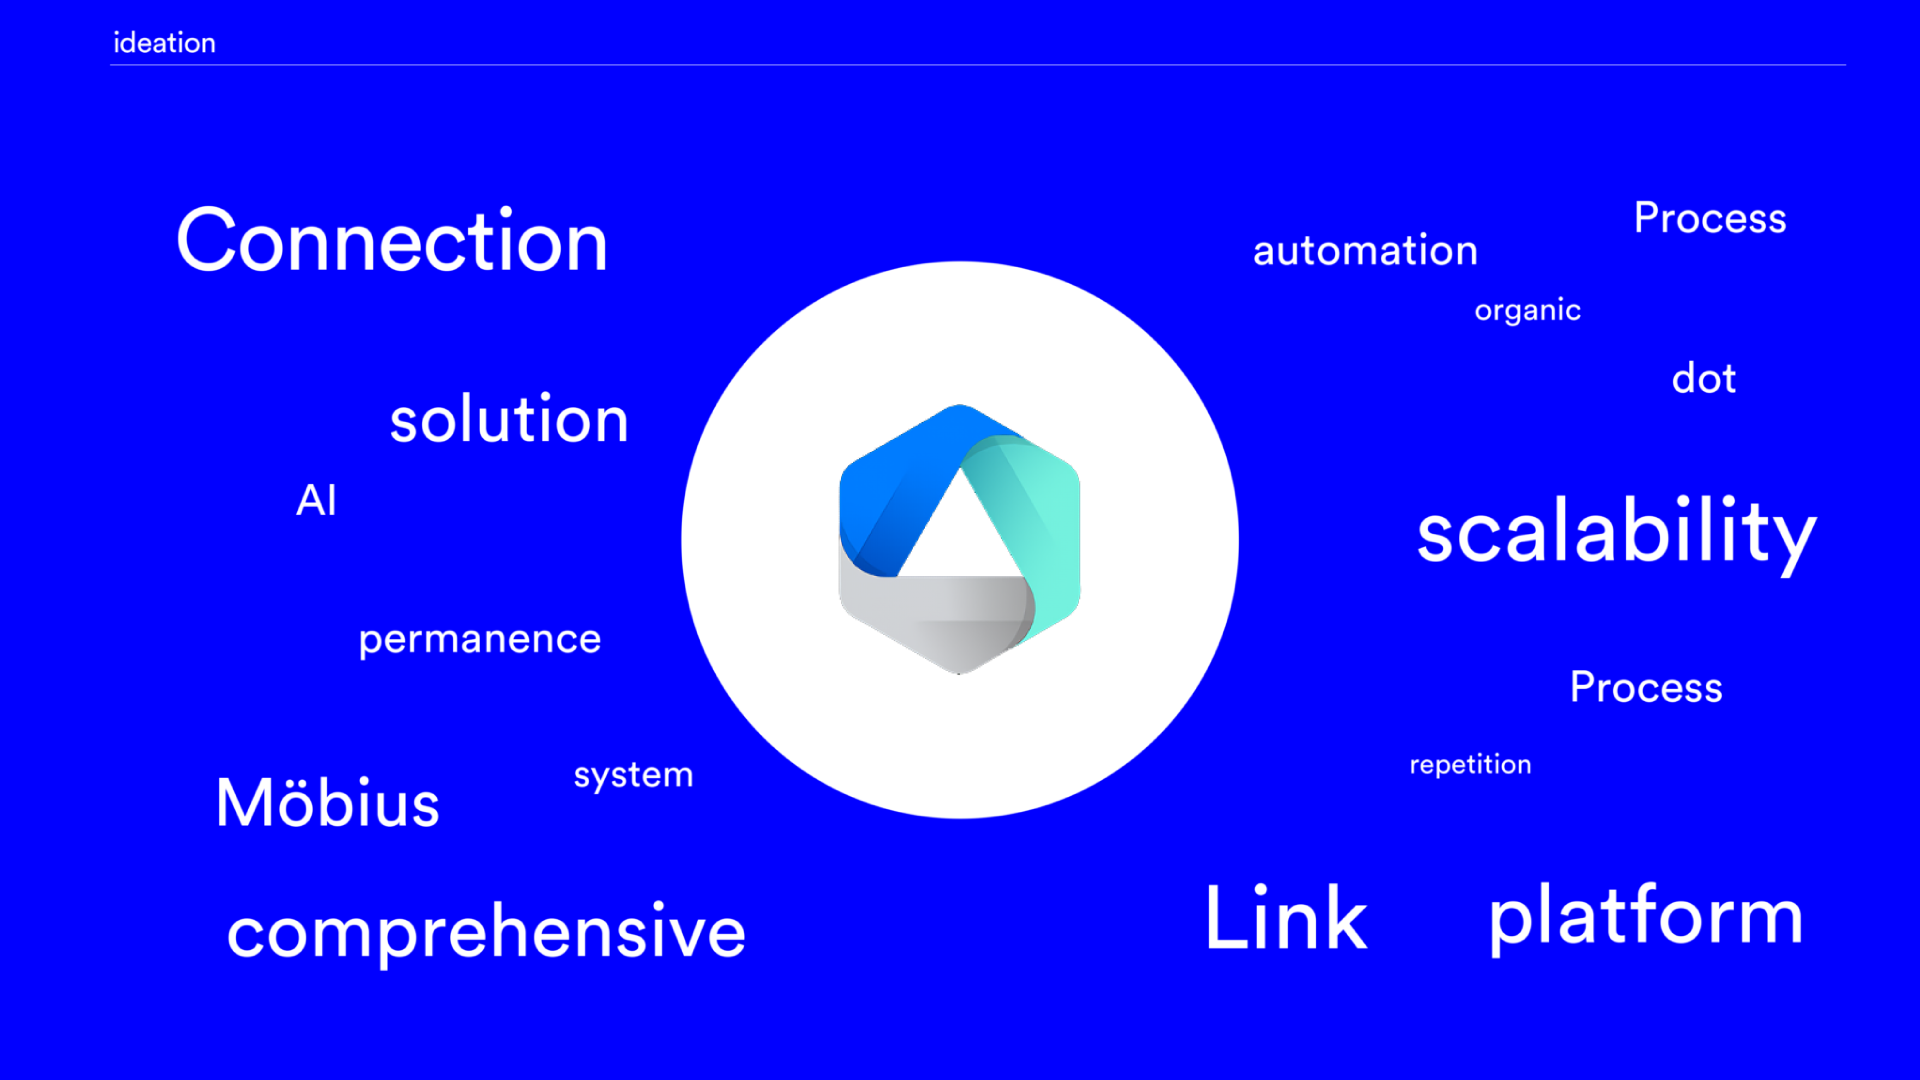 ideation
Connection
solution
AI
permanence
Möbius
system
comprehensive
automation
Process
organic
dot
scalability
Process
repetition
Link
platform